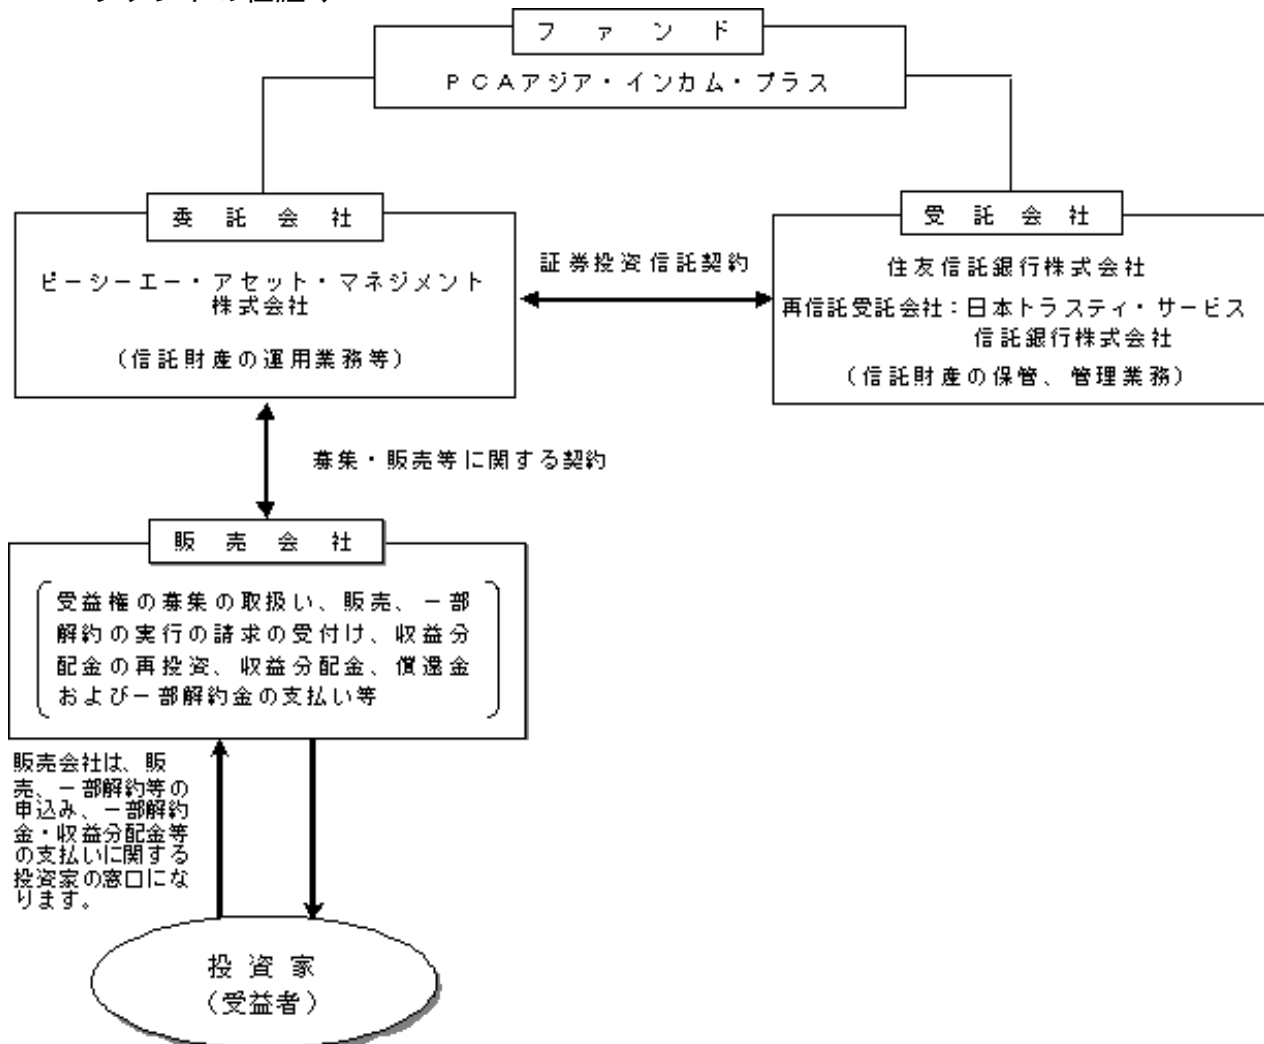 ファンド
PCAアジア・インカム・プラス
委託会社
ピーシーエー・アセット・マネジメント
株式会社
(信託財産の運用業務等)
証券投資信託契約
受託会社
住友信託銀行株式会社
再信託受託会社:日本トラスティ・サービス
信託銀行株式会社
(信託財産の保管、管理業務)
募集・販売等に関する契約
販売会社
受益権の募集の取扱い、販売、一部
解約の実行の請求の受付け、収益分
配金の再投資、収益分配金、償還金
および一部解約金の支払い等
販売会社は、販
売、一部解約等の
申込み、一部解約
金・収益分配金等
の支払いに関する
投資家の窓口にな
ります。
投資家
(受益者)